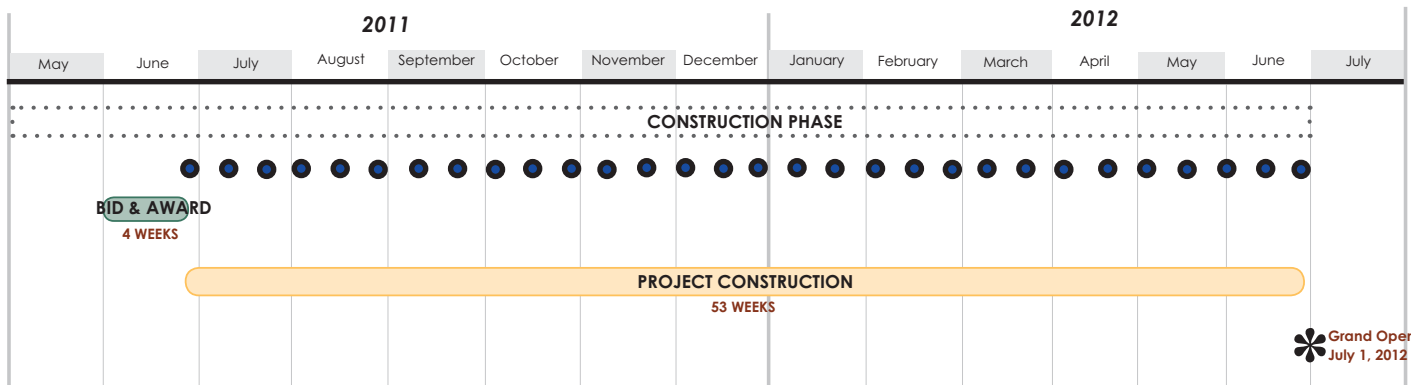 2011
2012
May June July August September October November December January February March April May June July
CONSTRUCTION PHASE
BID & AWARD
4 WEEKS
PROJECT CONSTRUCTION
53 WEEKS
Grand Oper
July 1, 2012